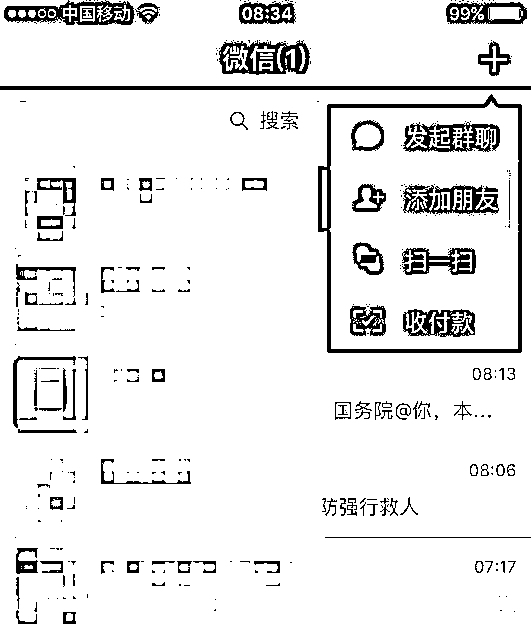 中国移动 08:34 99%
微信(1)
搜索
发起群聊
添加朋友
扫一扫
收付款
08:13
国务院@你，本...
08:06
防强行救人
07:17